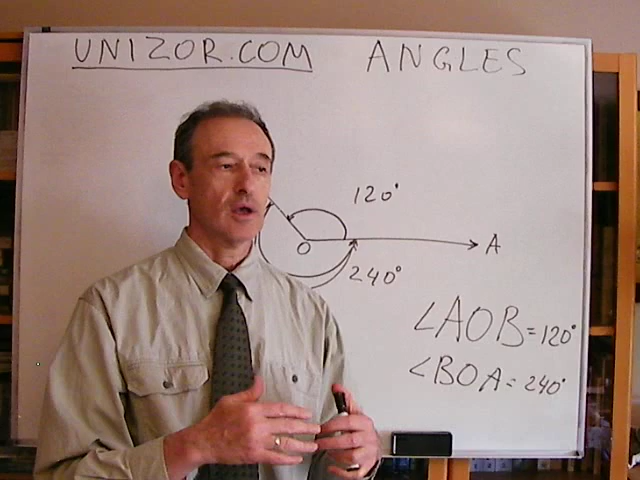 UNIZOR.COM ANGLES
120°
O A
240°
∠AOB=120°
∠BOA=240°